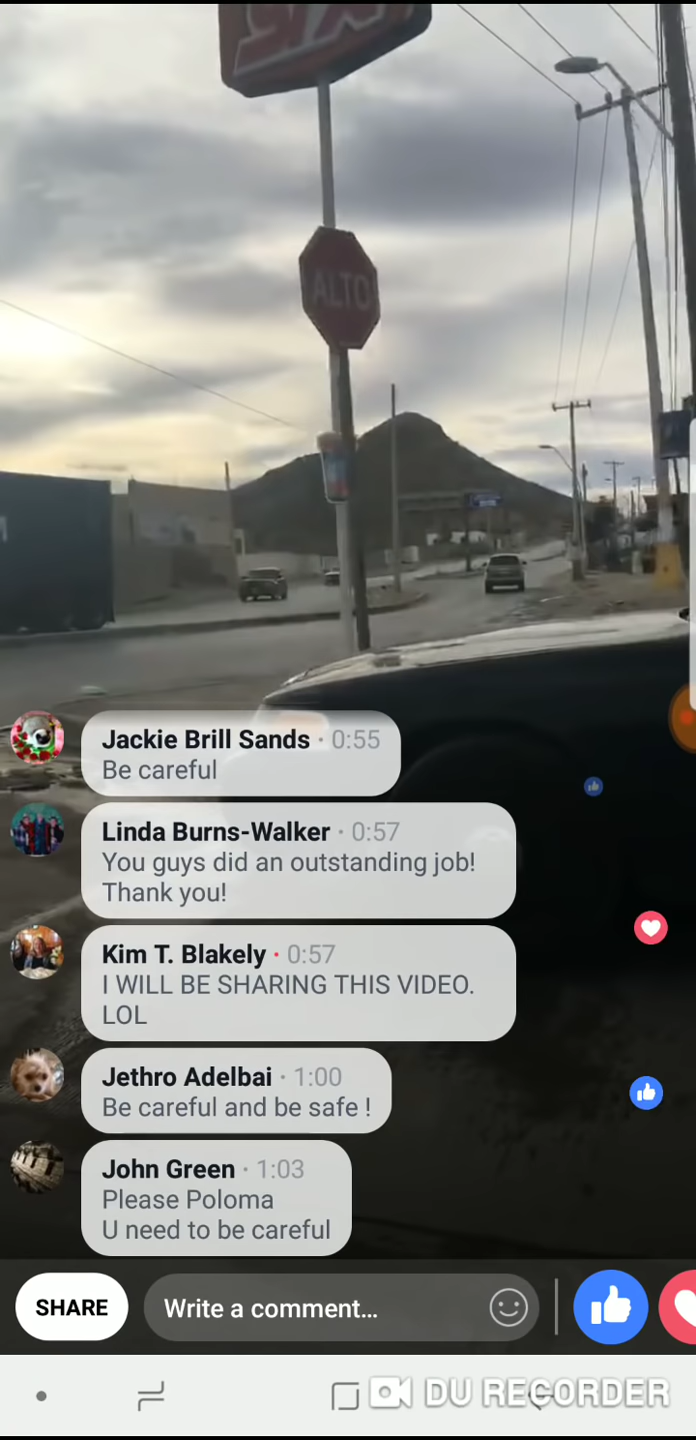 SIX
ALTO
Jackie Brill Sands · 0:55
Be careful
Linda Burns-Walker · 0:57
You guys did an outstanding job!
Thank you!
Kim T. Blakely · 0:57
I WILL BE SHARING THIS VIDEO.
LOL
Jethro Adelbai · 1:00
Be careful and be safe !
John Green · 1:03
Please Poloma
U need to be careful
SHARE
Write a comment...
DU RECORDER